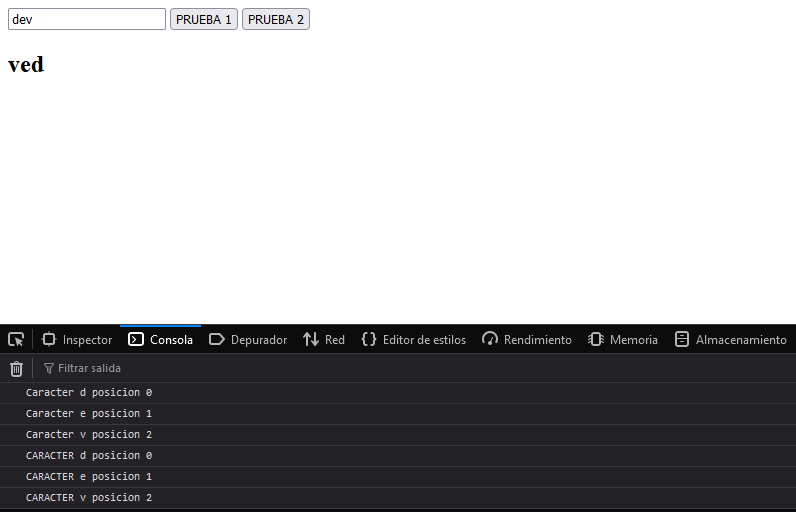 dev PRUEBA 1 PRUEBA 2
ved
Inspector Consola Depurador Red Editor de estilos Rendimiento Memoria Almacenamiento
Filtrar salida
Caracter d posicion 0
Caracter e posicion 1
Caracter v posicion 2
CARACTER d posicion 0
CARACTER e posicion 1
CARACTER v posicion 2